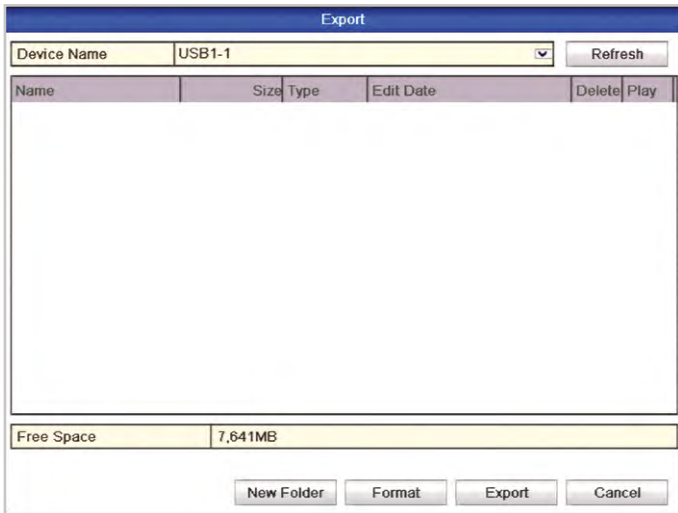 Export
Device Name USB1-1 Refresh
Name Size Type Edit Date Delete Play
Free Space 7,641MB
New Folder Format Export Cancel